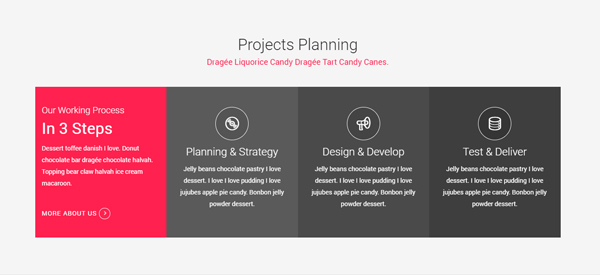 Projects Planning
Dragée Liquorice Candy Dragée Tart Candy Canes.
Our Working Process
In 3 Steps
Dessert toffee danish I love. Donut
chocolate bar dragée chocolate halvah.
Topping bear claw halvah ice cream
macaroon.
MORE ABOUT US
Planning & Strategy
Jelly beans chocolate pastry I love
dessert. I love I love pudding I love
jujubes apple pie candy. Bonbon jelly
powder dessert.
Design & Develop
Jelly beans chocolate pastry I love
dessert. I love I love pudding I love
jujubes apple pie candy. Bonbon jelly
powder dessert.
Test & Deliver
Jelly beans chocolate pastry I love
dessert. I love I love pudding I love
jujubes apple pie candy. Bonbon jelly
powder dessert.